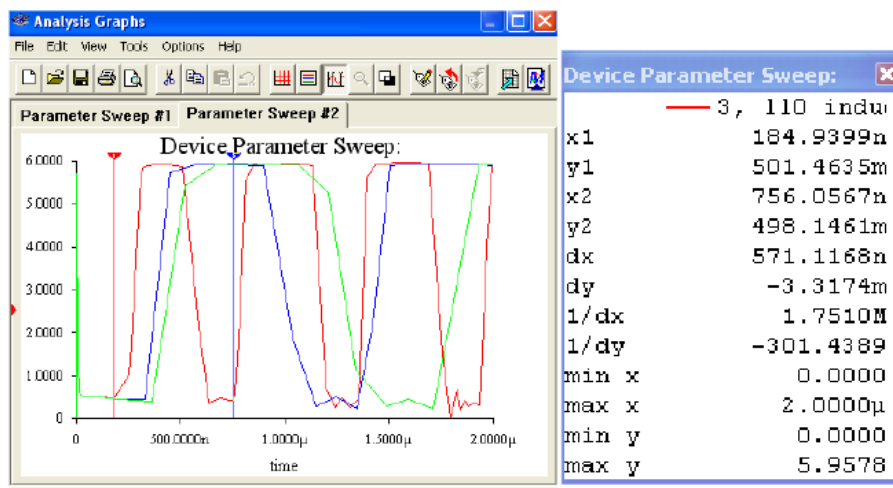 Analysis Graphs
File Edit View Tools Options Help
Parameter Sweep #1 Parameter Sweep #2
Device Parameter Sweep:
6.0000
5.0000
4.0000
3.0000
2.0000
1.0000
0
0 500.0000n 1.0000µ 1.5000µ 2.0000µ
time
Device Parameter Sweep:
3, 110 indu
x1 184.9399n
y1 501.4635m
x2 756.0567n
y2 498.1461m
dx 571.1168n
dy -3.3174m
1/dx 1.7510M
1/dy -301.4389
min x 0.0000
max x 2.0000µ
min y 0.0000
max y 5.9578